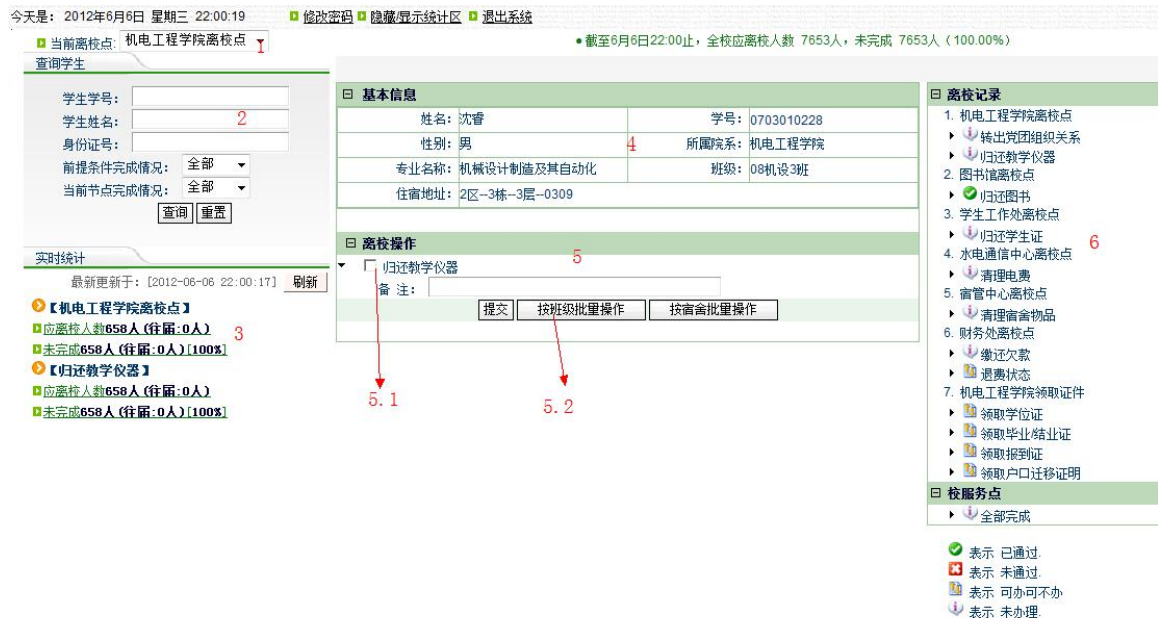 今天是: 2012年6月6日 星期三 22:00:19 修改密码 隐藏/显示统计区 退出系统
当前离校点: 机电工程学院离校点 1
●截至6月6日22:00止，全校应离校人数 7653人，未完成 7653人（100.00%）
查询学生
学生学号:
学生姓名: 2
身份证号:
前提条件完成情况: 全部
当前节点完成情况: 全部
查询 重置
实时统计
最新更新于: [2012-06-06 22:00:17] 刷新
【机电工程学院离校点】
应离校人数658人(往届:0人) 3
未完成658人(往届:0人)[100%]
【归还教学仪器】
应离校人数658人(往届:0人)
未完成658人(往届:0人)[100%]
基本信息
姓名: 沈睿 学号: 0703010228
性别: 男 4 所属院系: 机电工程学院
专业名称: 机械设计制造及其自动化 班级: 08机设3班
住宿地址: 2区--3栋--3层--0309
离校操作
5
归还教学仪器
备 注:
提交 按班级批量操作 按宿舍批量操作
5.1 5.2
离校记录
1. 机电工程学院离校点
转出党团组织关系
归还教学仪器
2. 图书馆离校点
归还图书
3. 学生工作处离校点
归还学生证 6
4. 水电通信中心离校点
清理电费
5. 宿管中心离校点
清理宿舍物品
6. 财务处离校点
缴还欠款
退费状态
7. 机电工程学院领取证件
领取学位证
领取毕业/结业证
领取报到证
领取户口迁移证明
校服务点
全部完成
表示 已通过.
表示 未通过.
表示 可办可不办
表示 未办理.